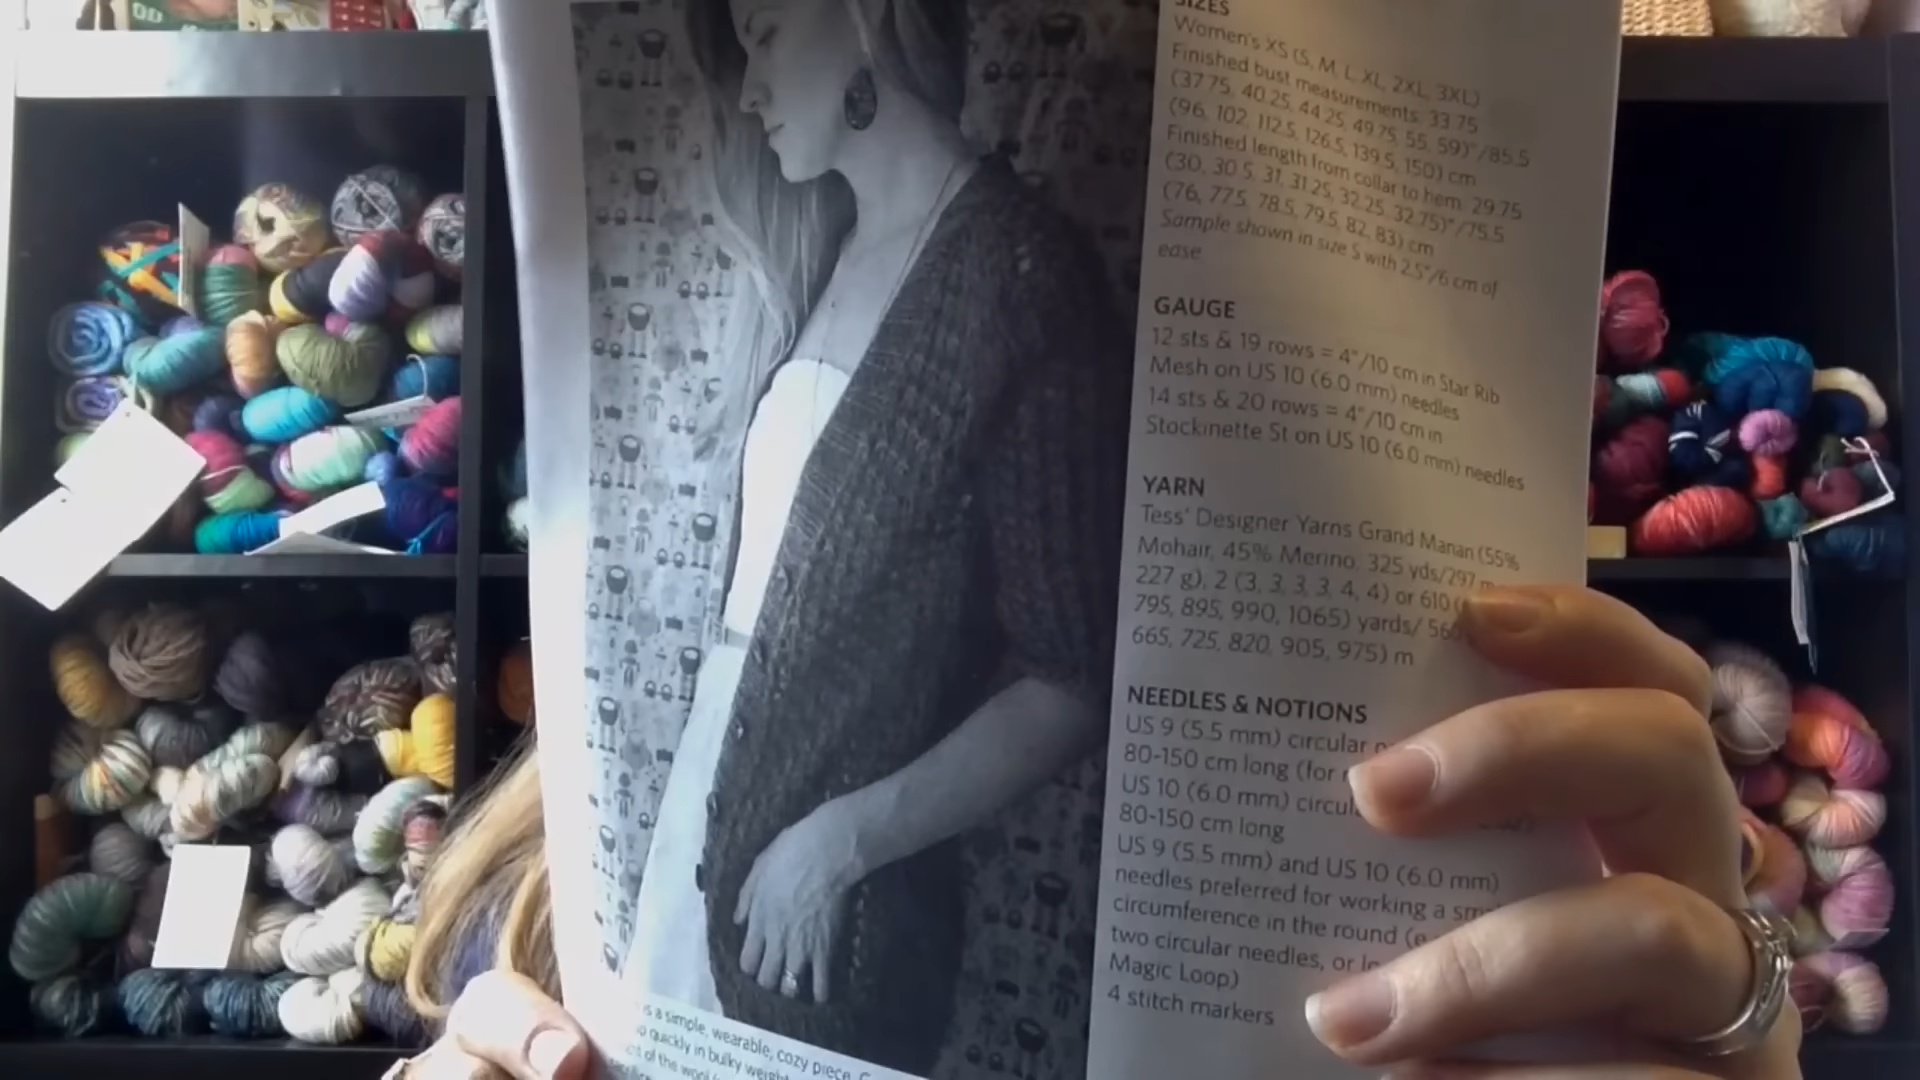 SIZES
Women's XS (S, M, L, XL, 2XL, 3XL)
Finished bust measurements: 33.75
(37.75, 40.25, 44.25, 49.75, 55, 59)"/85.5
(96, 102, 112.5, 126.5, 139.5, 150) cm
Finished length from collar to hem: 29.75
(30, 30.5, 31, 31.25, 32.25, 32.75)"/75.5
(76, 77.5, 78.5, 79.5, 82, 83) cm
Sample shown in size S with 2.5"/6 cm of
ease
GAUGE
12 sts & 19 rows = 4"/10 cm in Star Rib
Mesh on US 10 (6.0 mm) needles
14 sts & 20 rows = 4"/10 cm in
Stockinette St on US 10 (6.0 mm) needles
YARN
Tess' Designer Yarns Grand Manan (55%
Mohair, 45% Merino, 325 yds/297 m
227 g), 2 (3, 3, 3, 3, 4, 4) or 610 (
795, 895, 990, 1065) yards/ 560
665, 725, 820, 905, 975) m
NEEDLES & NOTIONS
US 9 (5.5 mm) circular
80-150 cm long (for
US 10 (6.0 mm)
80-150 cm long
US 9 (5.5 mm) and US 10 (6.0 mm)
needles preferred for working a
circumference in the round
two circular needles, or
Magic Loop)
4 stitch markers
is a simple, wearable, cozy piece.
quickly in bulky
of the wool